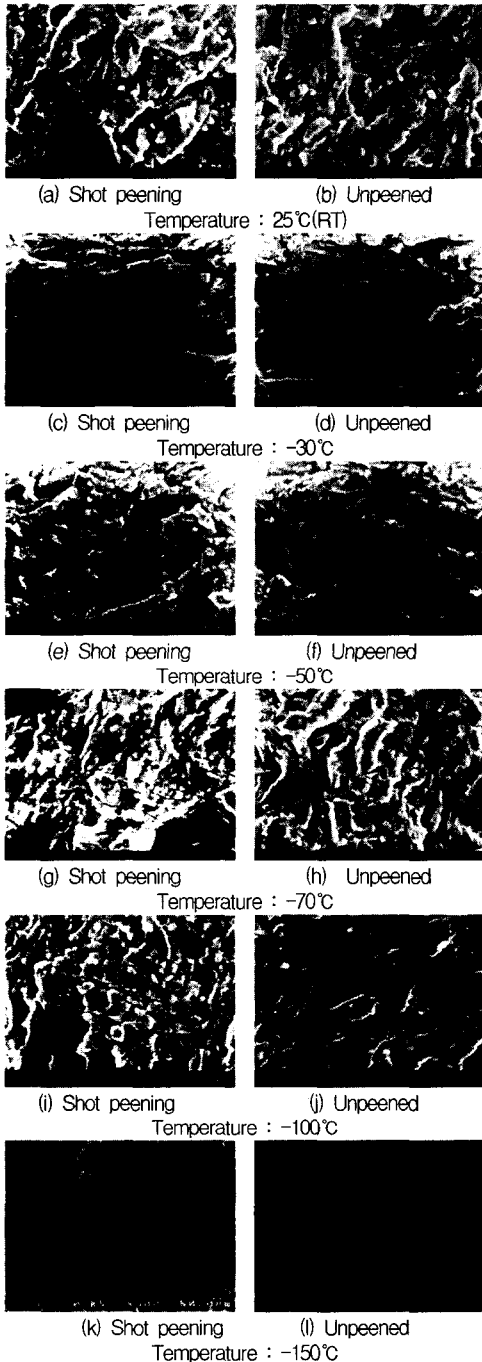 (a) Shot peening (b) Unpeened
Temperature : 25℃(RT)
(c) Shot peening (d) Unpeened
Temperature : -30℃
(e) Shot peening (f) Unpeened
Temperature : -50℃
(g) Shot peening (h) Unpeened
Temperature : -70℃
(i) Shot peening (j) Unpeened
Temperature : -100℃
(k) Shot peening (l) Unpeened
Temperature : -150℃